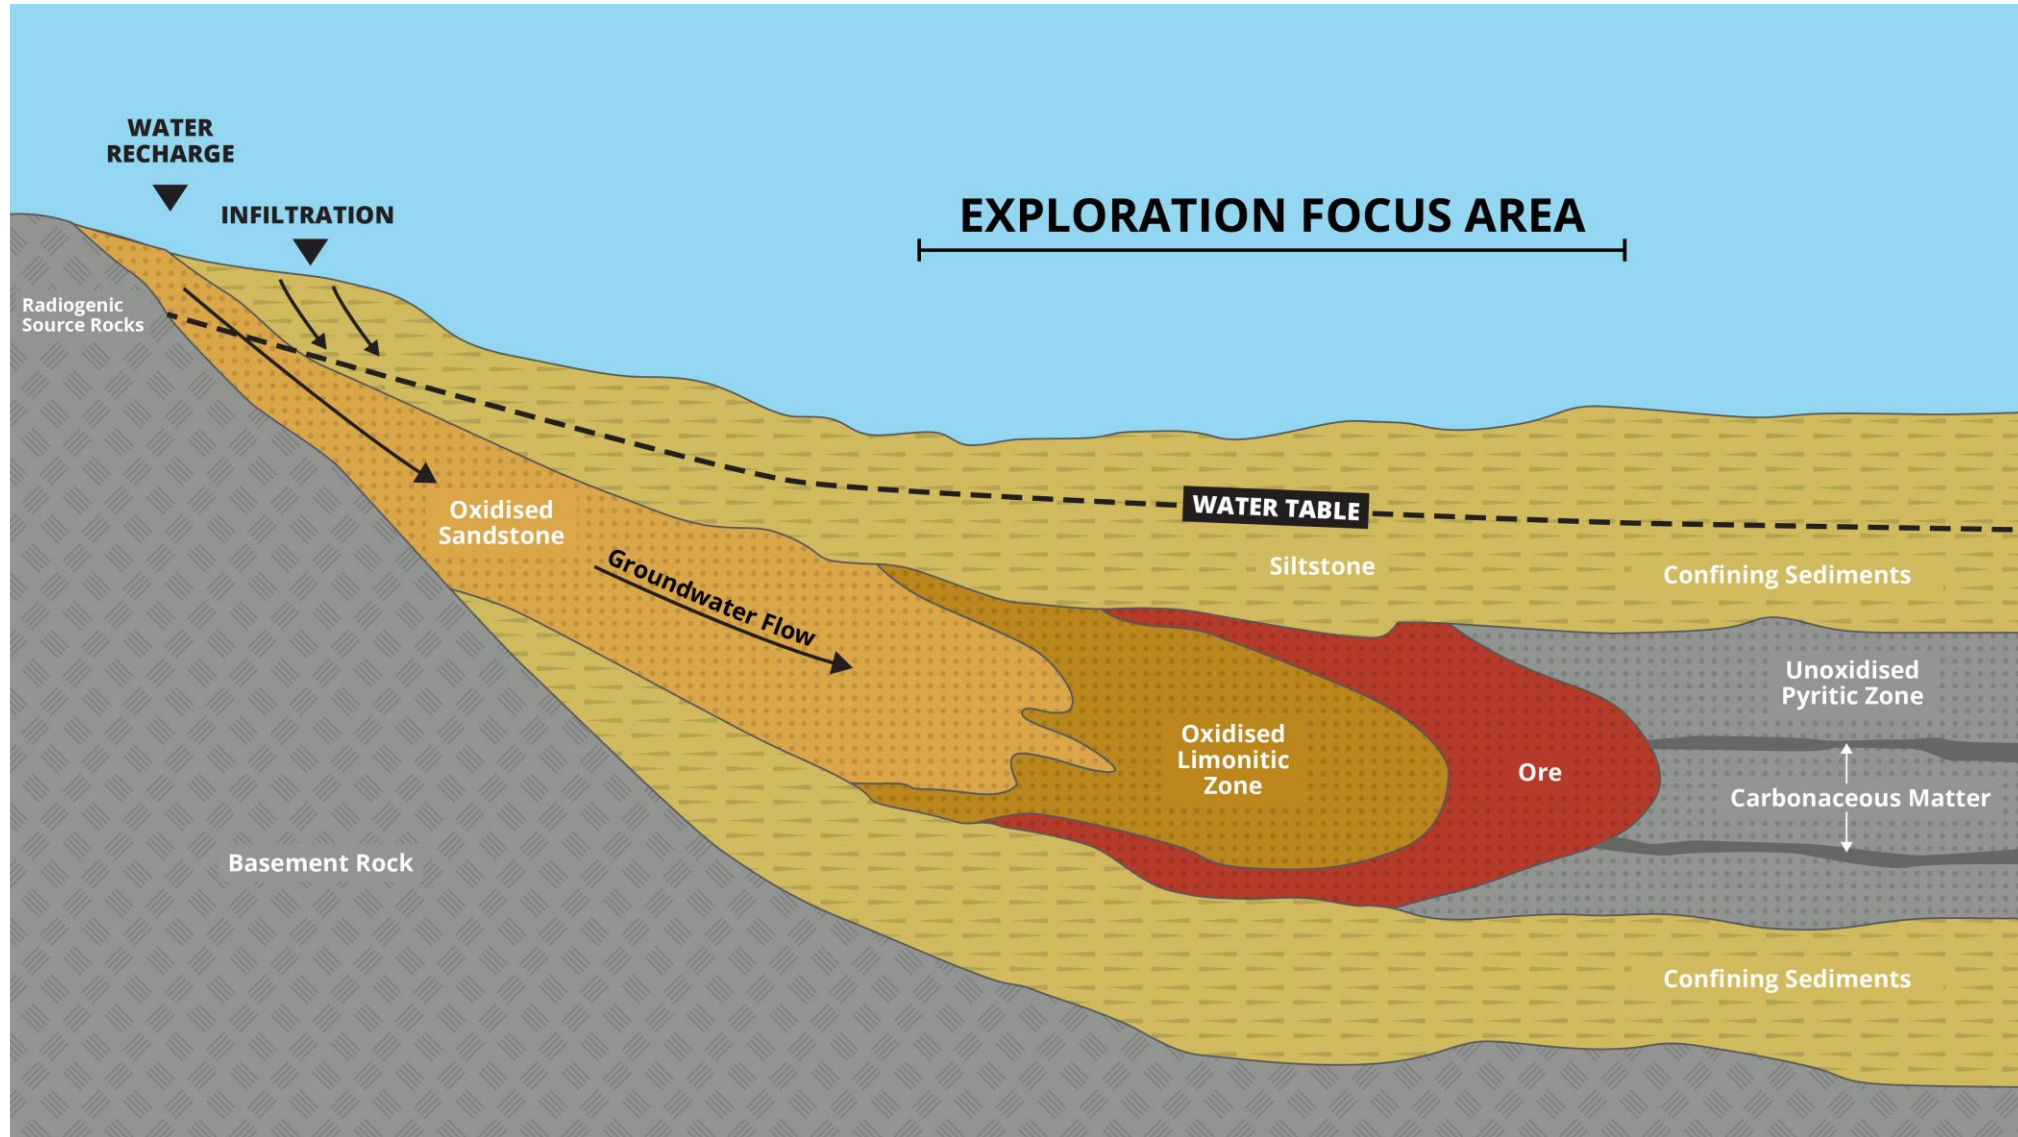 WATER
RECHARGE
INFILTRATION
EXPLORATION FOCUS AREA
Radiogenic
Source Rocks
WATER TABLE
Oxidised
Sandstone
Groundwater Flow
Siltstone
Confining Sediments
Unoxidised
Pyritic Zone
Oxidised
Limonitic
Zone
Ore
Carbonaceous Matter
Basement Rock
Confining Sediments